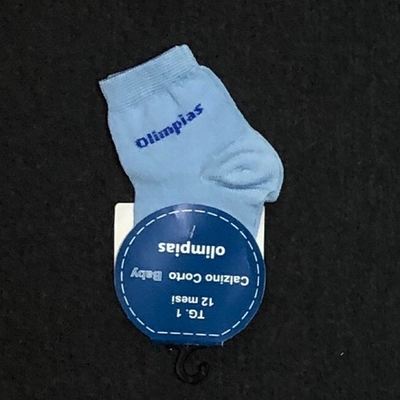 Olimpias
TG. 1
12 mesi
Calzino Corto Baby
olimpias